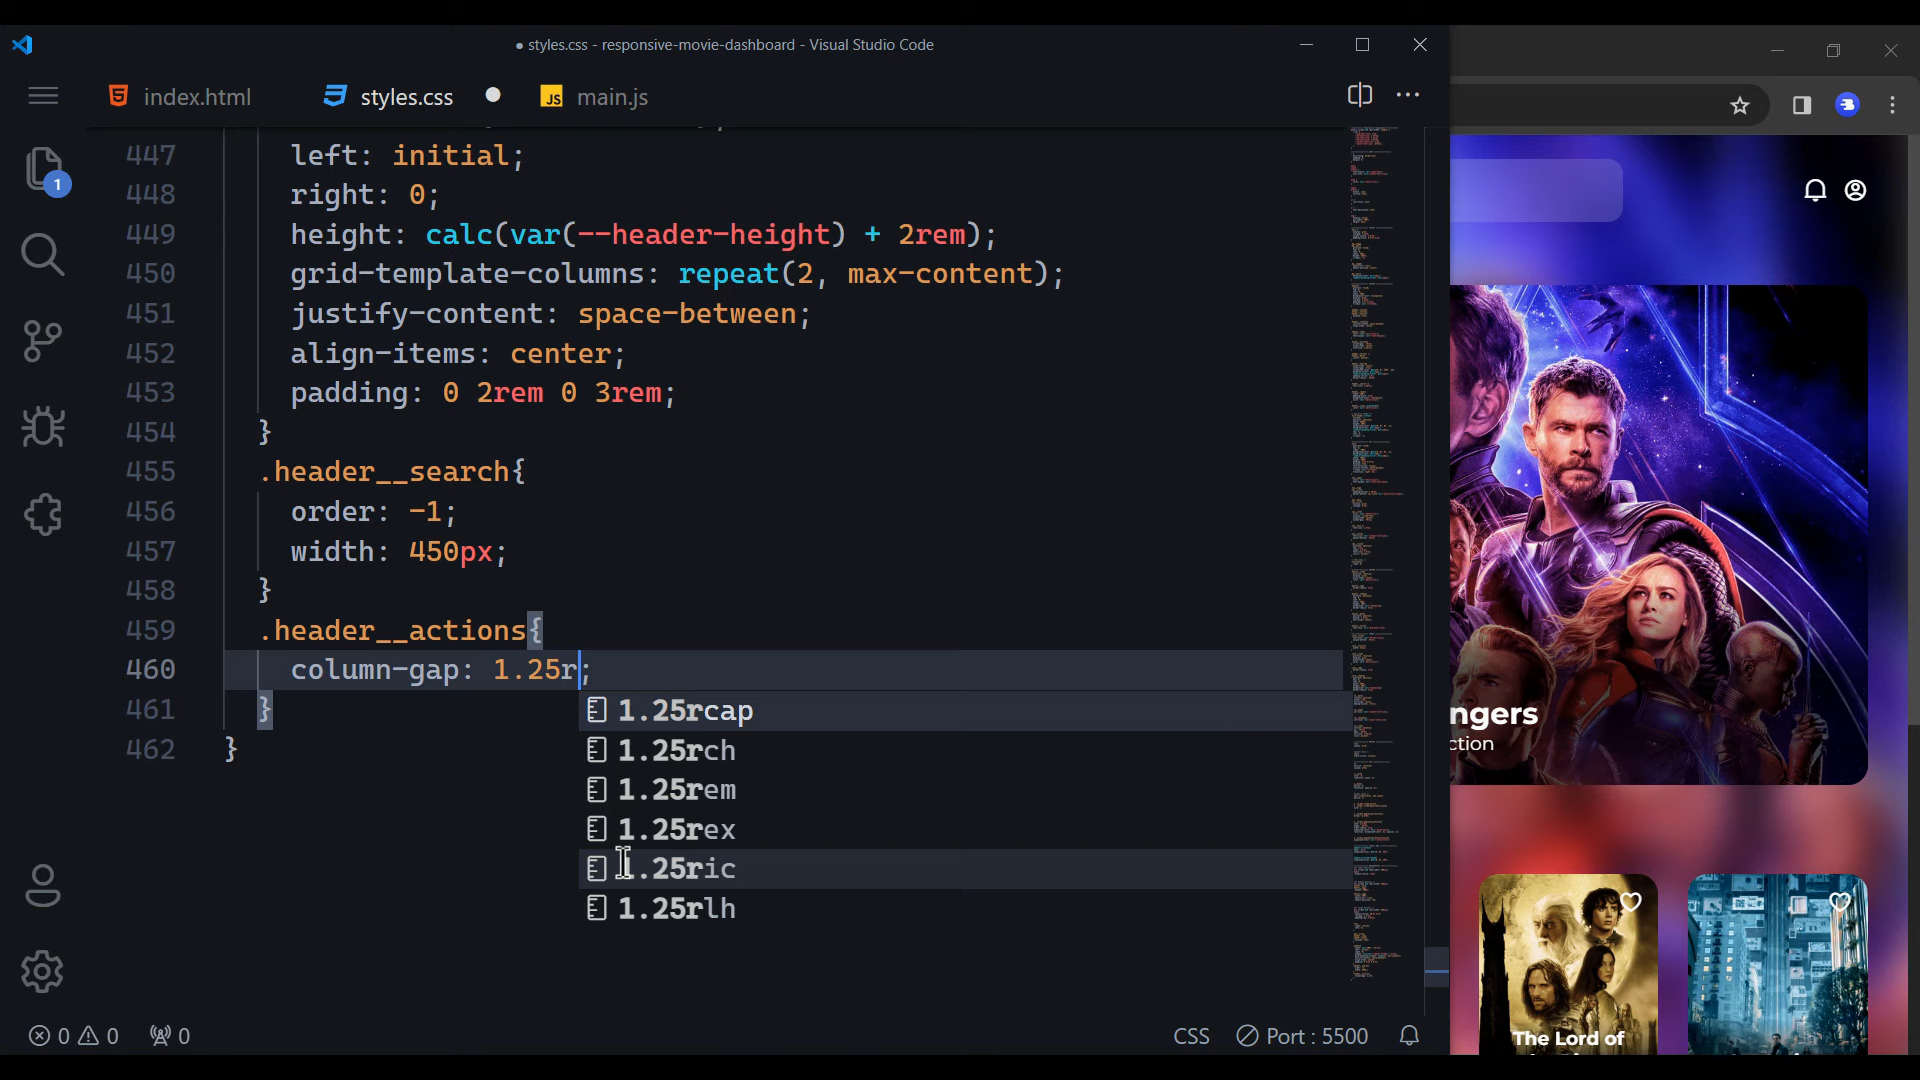 ● styles.css - responsive-movie-dashboard - Visual Studio Code
index.html
styles.css
JS main.js
1
447 left: initial;
448 right: 0;
449 height: calc(var(--header-height) + 2rem);
450 grid-template-columns: repeat(2, max-content);
451 justify-content: space-between;
452 align-items: center;
453 padding: 0 2rem 0 3rem;
454 }
455 .header__search{
456 order: -1;
457 width: 450px;
458 }
459 .header__actions{
460 column-gap: 1.25r;
461 }
462 }
1.25rcap
1.25rch
1.25rem
1.25rex
1.25ric
1.25rlh
0 0 0
CSS Port : 5500
ngers
ction
The Lord of